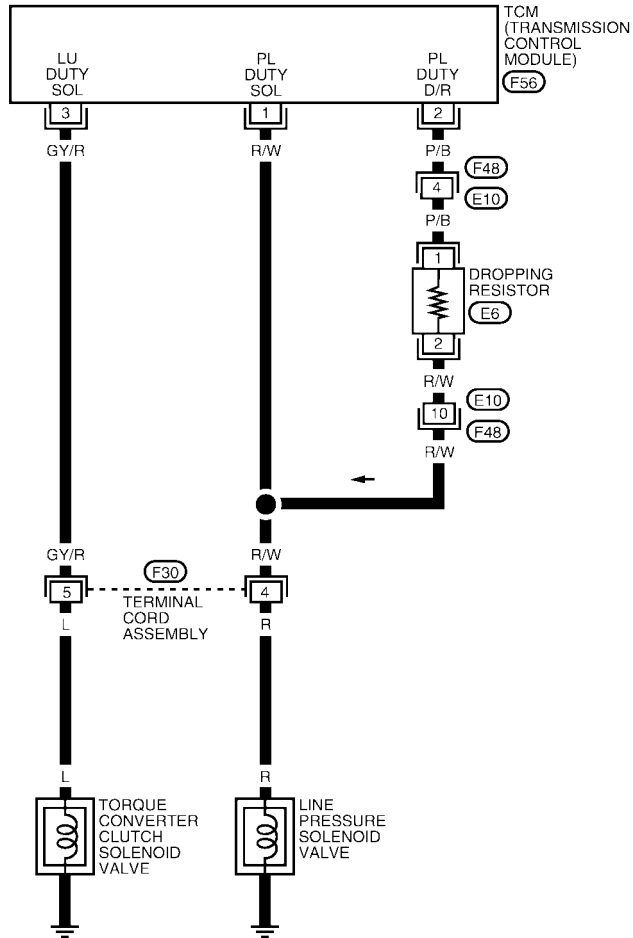 TCM
(TRANSMISSION
CONTROL
MODULE)
F56
LU
DUTY
SOL
PL
DUTY
SOL
PL
DUTY
D/R
3
1
2
GY/R
R/W
P/B
F48
4
E10
P/B
1
DROPPING
RESISTOR
E6
2
R/W
E10
10
F48
R/W
GY/R
R/W
F30
5
4
TERMINAL
CORD
ASSEMBLY
L
R
L
R
TORQUE
CONVERTER
CLUTCH
SOLENOID
VALVE
LINE
PRESSURE
SOLENOID
VALVE